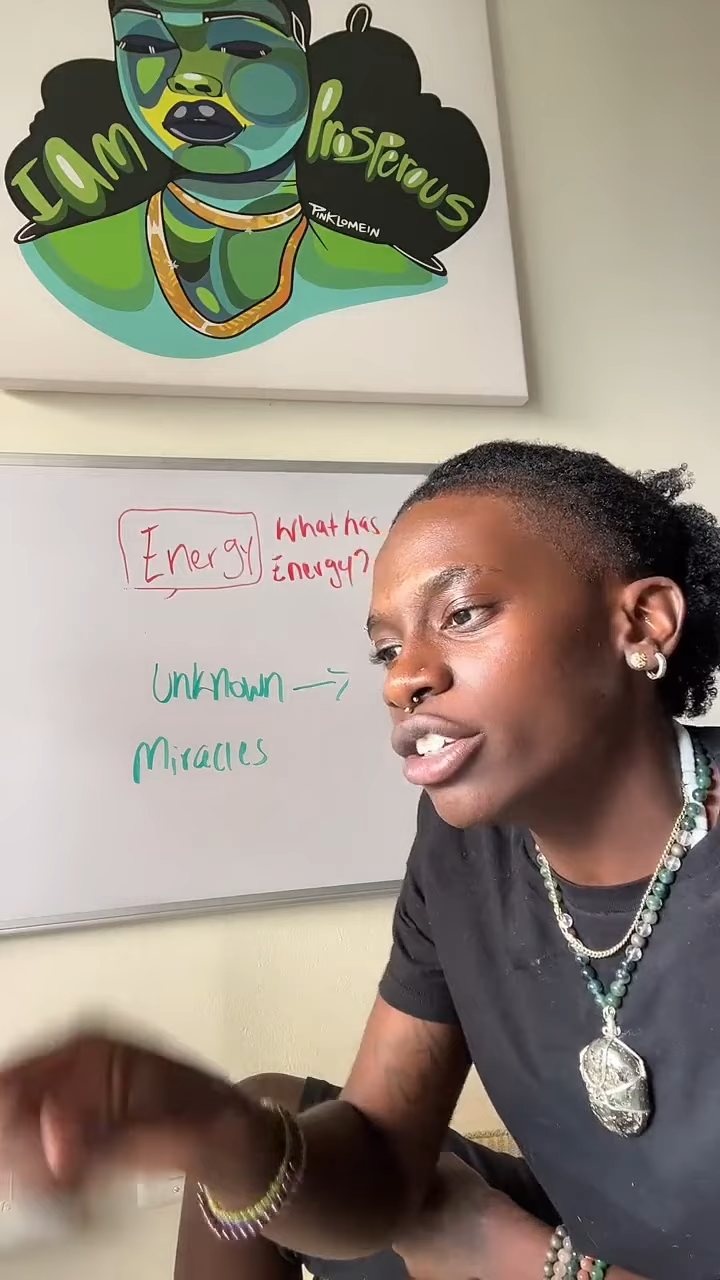 I am
Prosperous
PINKLOMEIN
Energy
What has
Energy?
Unknown →
Miracles